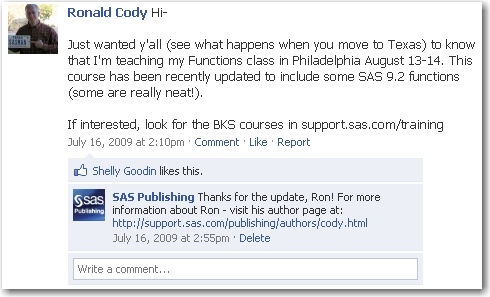 Ronald Cody Hi-
Just wanted y'all (see what happens when you move to Texas) to know
that I'm teaching my Functions class in Philadelphia August 13-14. This
course has been recently updated to include some SAS 9.2 functions
(some are really neat!).
If interested, look for the BKS courses in support.sas.com/training
July 16, 2009 at 2:10pm · Comment · Like · Report
Shelly Goodin likes this.
sas
Publishing
SAS Publishing Thanks for the update, Ron! For more
information about Ron - visit his author page at:
http://support.sas.com/publishing/authors/cody.html
July 16, 2009 at 2:55pm · Delete
Write a comment...